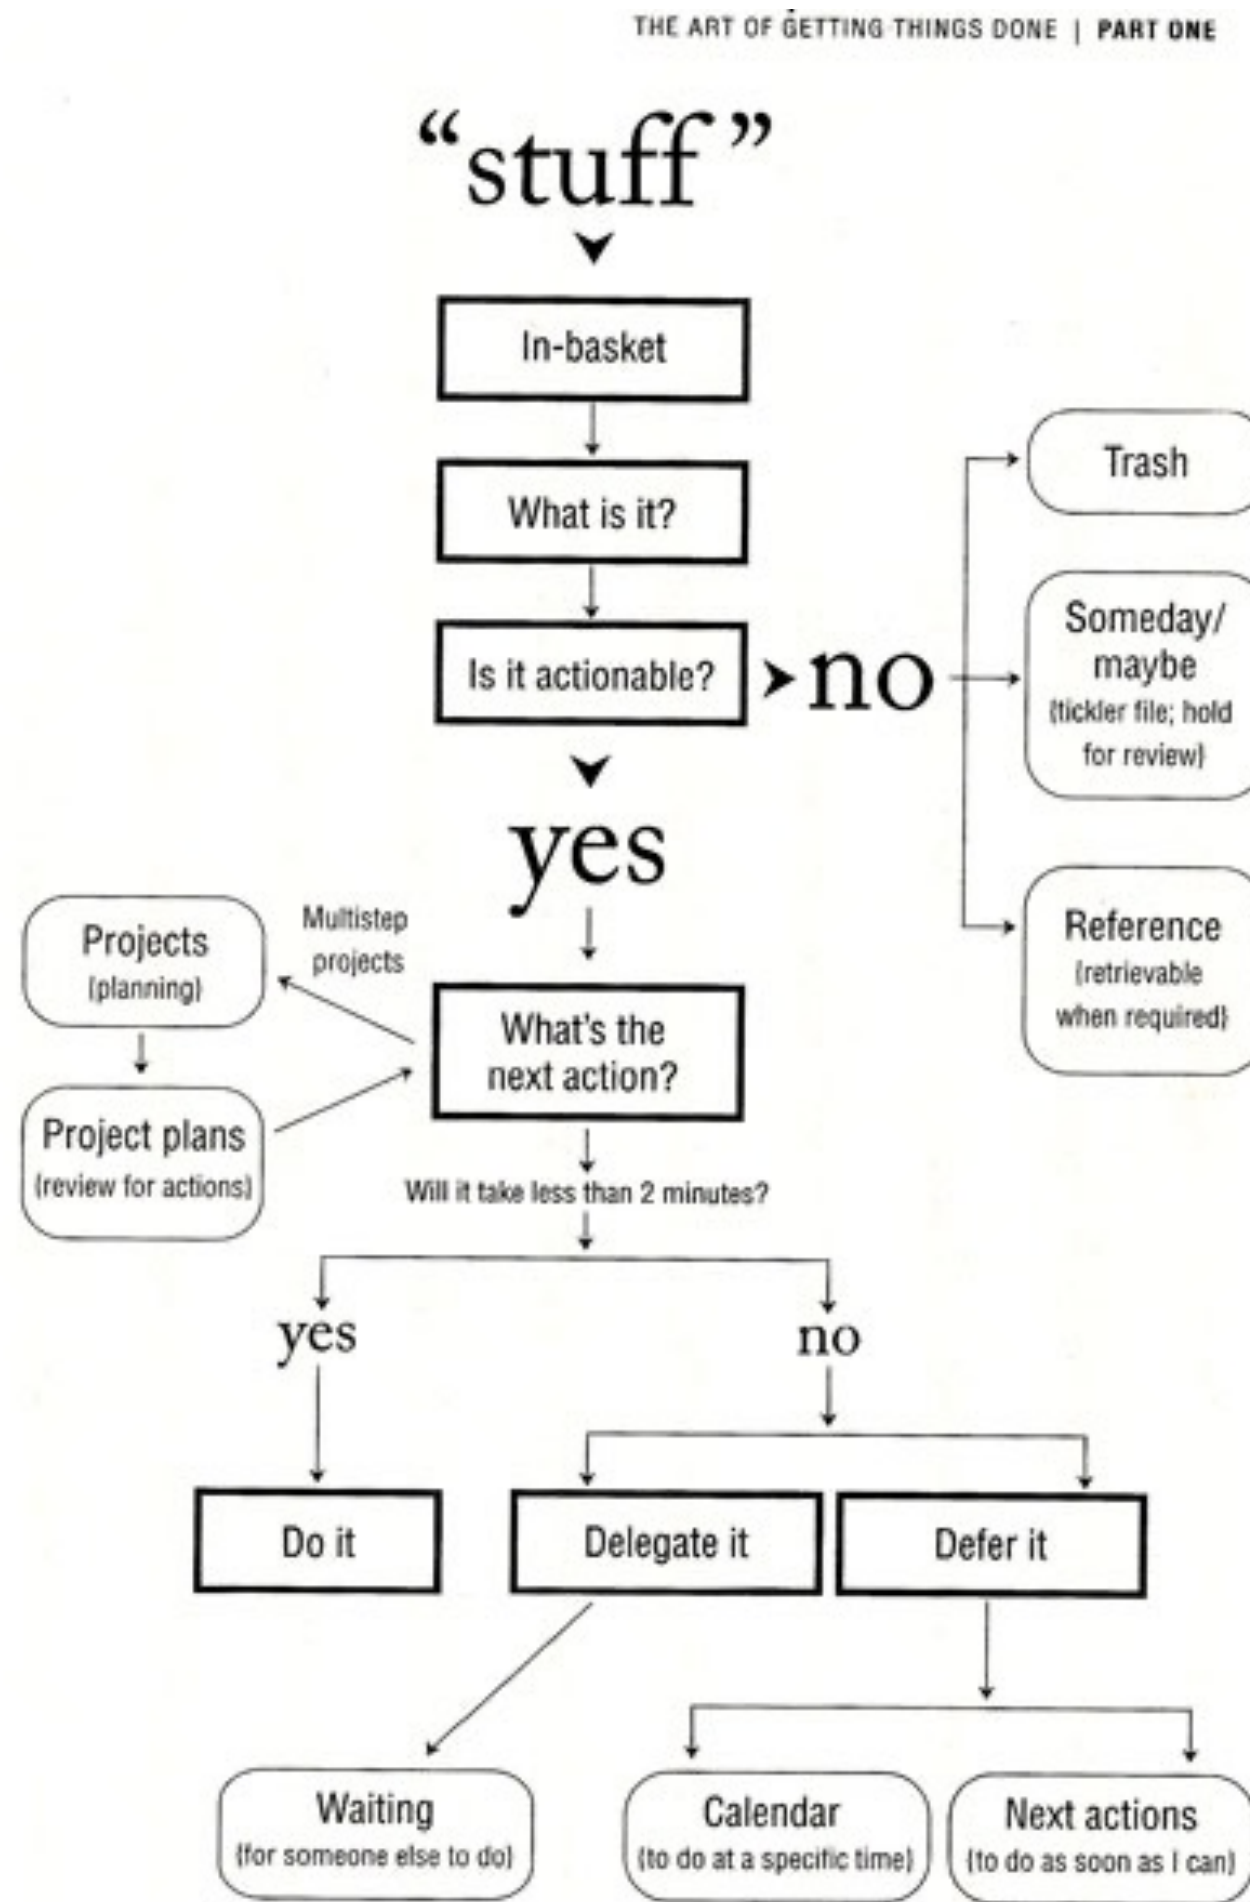 THE ART OF GETTING THINGS DONE | PART ONE
“stuff”
In-basket
What is it?
Is it actionable?
no
Trash
Someday/
maybe
(tickler file; hold
for review)
Reference
(retrievable
when required)
yes
Multistep
projects
Projects
(planning)
Project plans
(review for actions)
What's the
next action?
Will it take less than 2 minutes?
yes
no
Do it
Delegate it
Defer it
Waiting
(for someone else to do)
Calendar
(to do at a specific time)
Next actions
(to do as soon as I can)